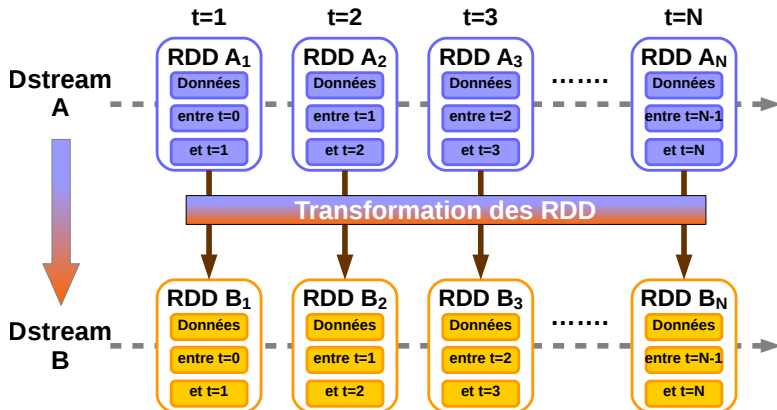 t=1 t=2 t=3 t=N
RDD A1 RDD A2 RDD A3 ....... RDD AN
Dstream A
Données Données Données Données
entre t=0 entre t=1 entre t=2 entre t=N-1
et t=1 et t=2 et t=3 et t=N
Transformation des RDD
RDD B1 RDD B2 RDD B3 ....... RDD BN
Dstream B
Données Données Données Données
entre t=0 entre t=1 entre t=2 entre t=N-1
et t=1 et t=2 et t=3 et t=N